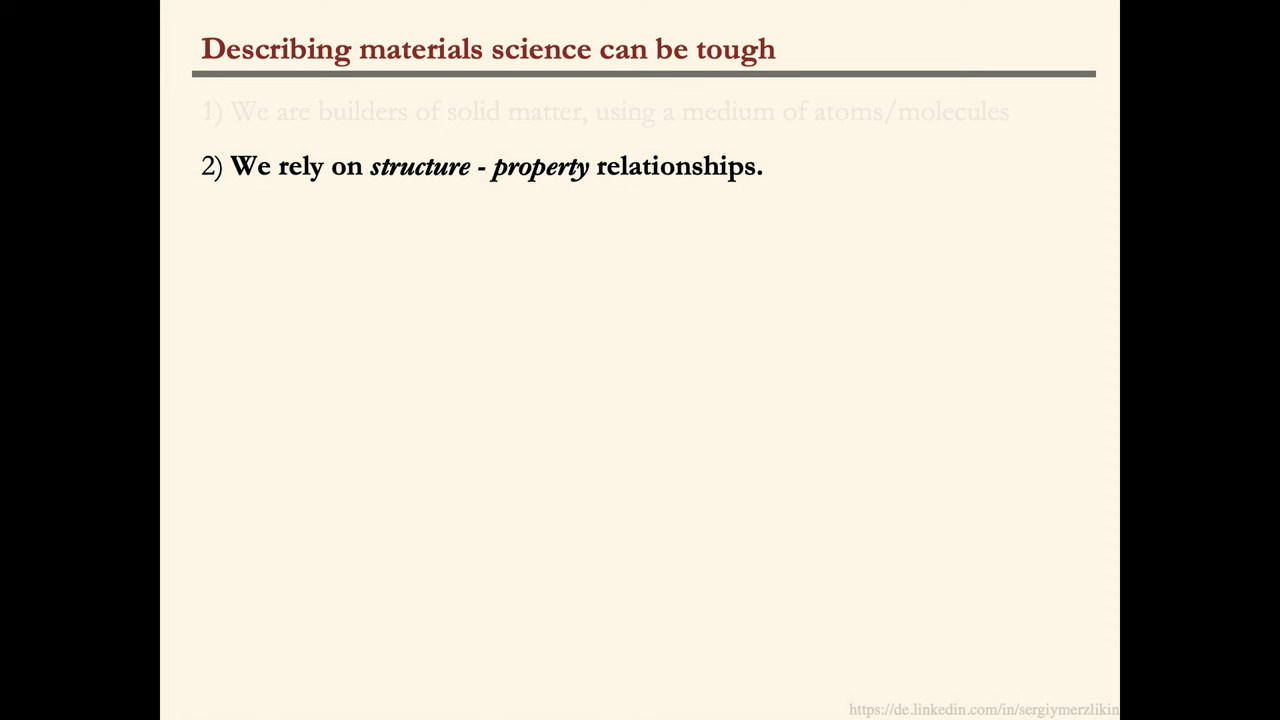 Describing materials science can be tough
1) We are builders of solid matter, using a medium of atoms/molecules
2) We rely on structure - property relationships.
https://de.linkedin.com/in/sergiymerzlikin